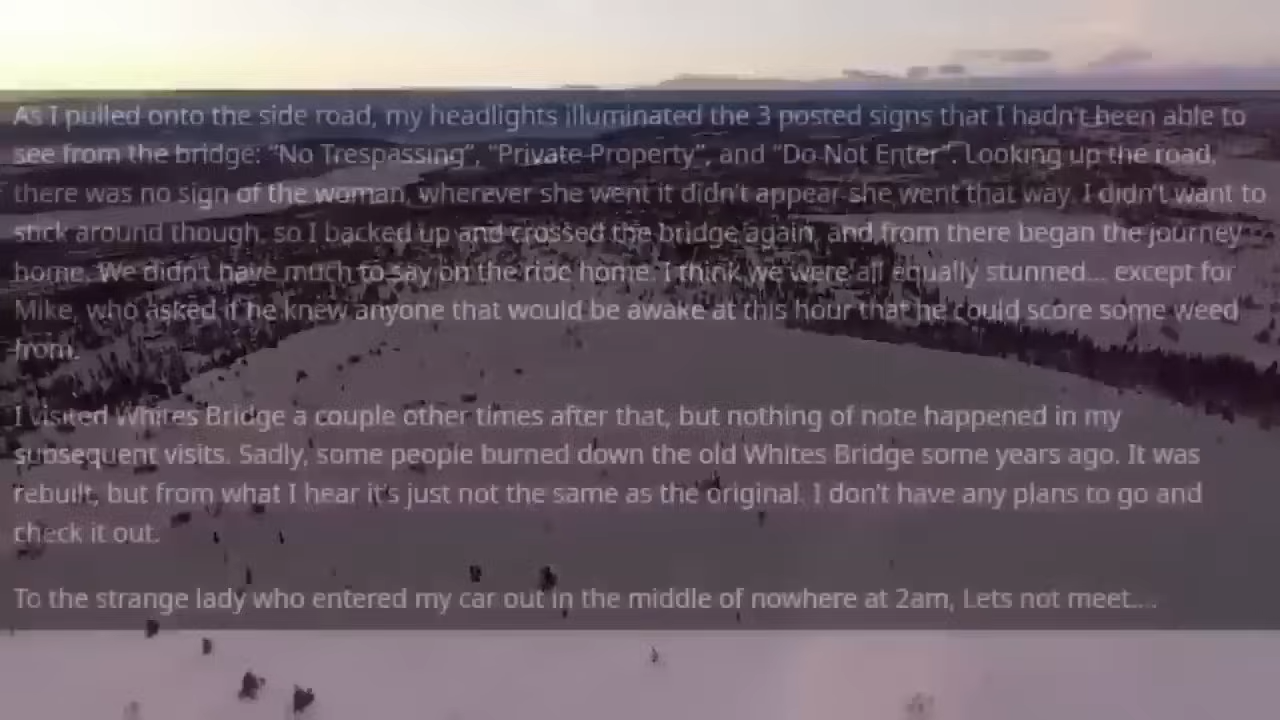 As I pulled onto the side road, my headlights illuminated the 3 posted signs that I hadn't been able to
see from the bridge: “No Trespassing”, “Private Property”, and “Do Not Enter”. Looking up the road,
there was no sign of the woman, wherever she went it didn't appear she went that way. I didn't want to
stick around though, so I backed up and crossed the bridge again, and from there began the journey
home. We didn't have much to say on the ride home. I think we were all equally stunned... except for
Mike, who asked if he knew anyone that would be awake at this hour that he could score some weed
from.
I visited Whites Bridge a couple other times after that, but nothing of note happened in my
subsequent visits. Sadly, some people burned down the old Whites Bridge some years ago. It was
rebuilt, but from what I hear it's just not the same as the original. I don't have any plans to go and
check it out.
To the strange lady who entered my car out in the middle of nowhere at 2am, Lets not meet....